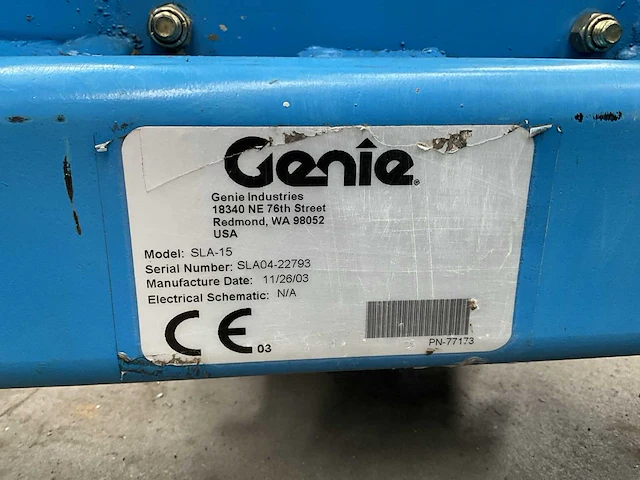 Genie
Genie Industries
18340 NE 76th Street
Redmond, WA 98052
USA
Model: SLA-15
Serial Number: SLA04-22793
Manufacture Date: 11/26/03
Electrical Schematic: N/A
CE 03
PN-77173